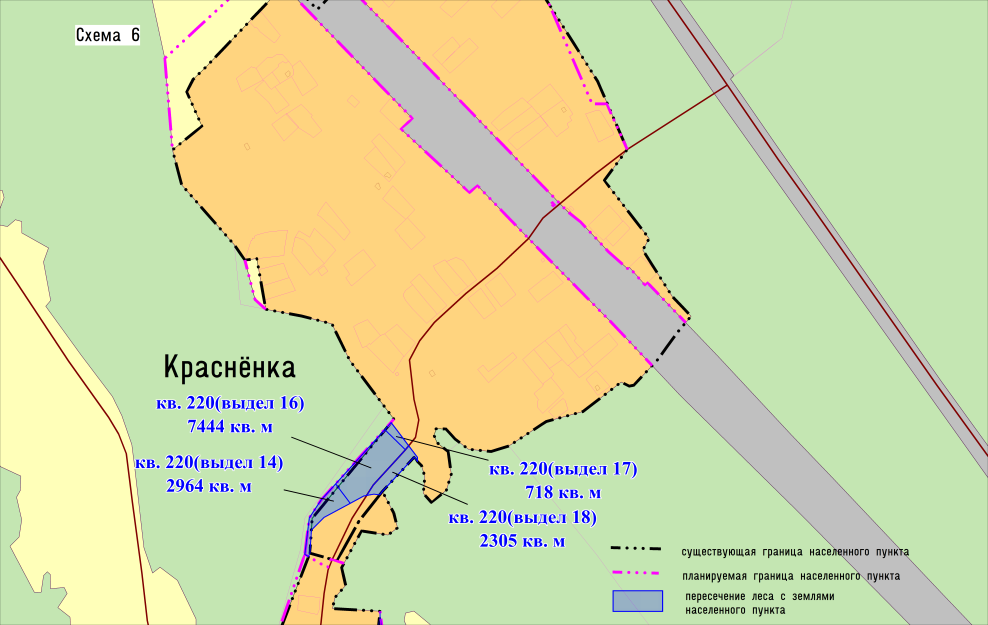 Схема 6
Краснёнка
кв. 220(выдел 16)
7444 кв. м
кв. 220(выдел 14)
2964 кв. м
кв. 220(выдел 17)
718 кв. м
кв. 220(выдел 18)
2305 кв. м
существующая граница населенного пункта
планируемая граница населенного пункта
пересечение леса с землями
населенного пункта